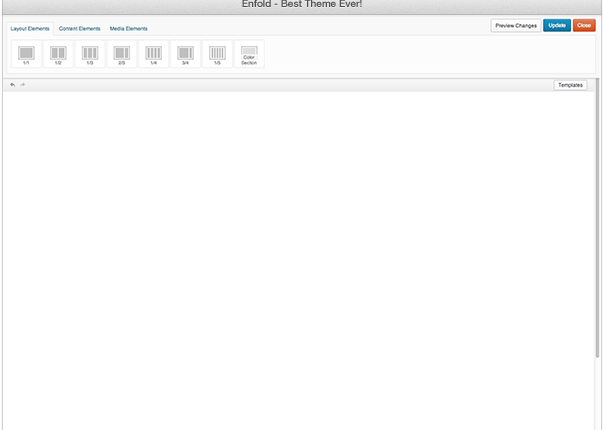 Enfold - Best Theme Ever!
Preview Changes Update Close
Layout Elements Content Elements Media Elements
1/1 1/2 1/3 2/3 1/4 3/4 1/5 Color Section
Templates